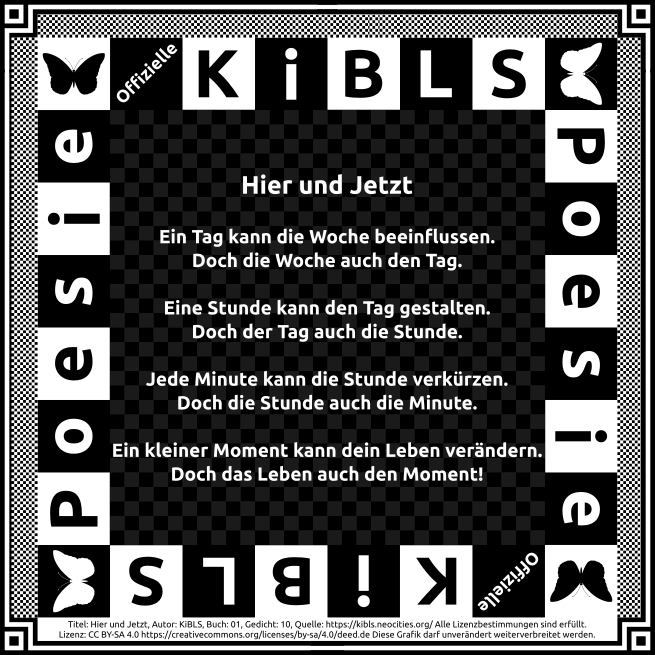 Offizielle KiBLS
Poesie
Poesie
Hier und Jetzt
Ein Tag kann die Woche beeinflussen.
Doch die Woche auch den Tag.
Eine Stunde kann den Tag gestalten.
Doch der Tag auch die Stunde.
Jede Minute kann die Stunde verkürzen.
Doch die Stunde auch die Minute.
Ein kleiner Moment kann dein Leben verändern.
Doch das Leben auch den Moment!
Offizielle KiBLS
Titel: Hier und Jetzt, Autor: KiBLS, Buch: 01, Gedicht: 10, Quelle: https://kibls.neocities.org/ Alle Lizenzbestimmungen sind erfüllt.
Lizenz: CC BY-SA 4.0 https://creativecommons.org/licenses/by-sa/4.0/deed.de Diese Grafik darf unverändert weiterverbreitet werden.